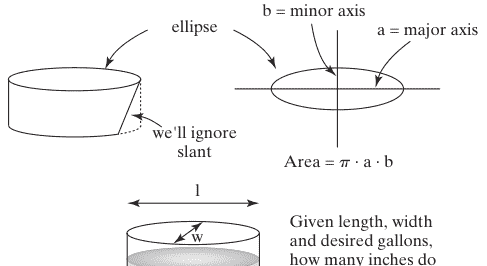 b = minor axis
ellipse
a = major axis
we'll ignore
slant
Area = π · a · b
l
w
Given length, width
and desired gallons,
how many inches do